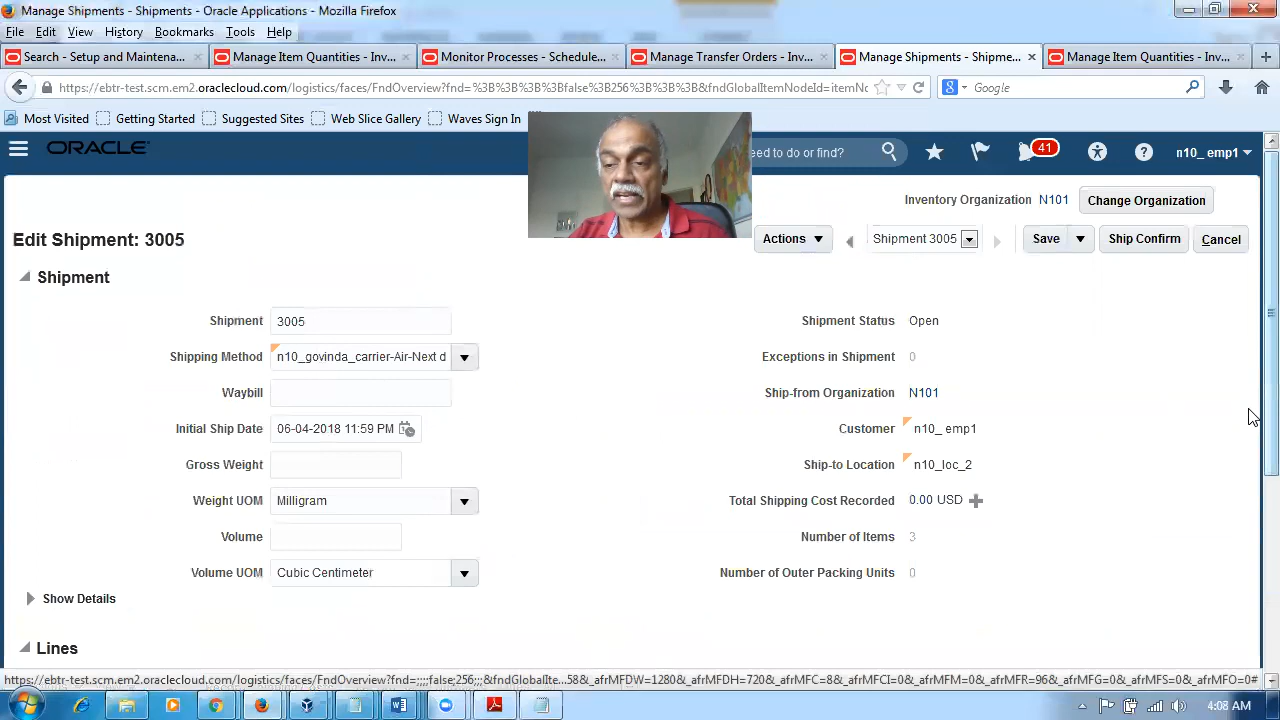 Manage Shipments - Shipments - Oracle Applications - Mozilla Firefox
File Edit View History Bookmarks Tools Help
Search - Setup and Maintena... Manage Item Quantities - Inv... Monitor Processes - Schedule... Manage Transfer Orders - Inv... Manage Shipments - Shipme... Manage Item Quantities - Inv...
https://ebtr-test.scm.em2.oraclecloud.com/logistics/faces/FndOverview?fnd=%3B%3B%3B%3Bfalse%3B256%3B%3B%3B&fndGlobalItemNodeId=itemNo Google
Most Visited Getting Started Suggested Sites Web Slice Gallery Waves Sign In
ORACLE eed to do or find? 41 n10_ emp1
Inventory Organization N101 Change Organization
Edit Shipment: 3005 Actions Shipment 3005 Save Ship Confirm Cancel
Shipment
Shipment 3005 Shipment Status Open
Shipping Method n10_govinda_carrier-Air-Next d Exceptions in Shipment 0
Waybill Ship-from Organization N101
Initial Ship Date 06-04-2018 11:59 PM Customer n10_ emp1
Gross Weight Ship-to Location n10_loc_2
Weight UOM Milligram Total Shipping Cost Recorded 0.00 USD
Volume Number of Items 3
Volume UOM Cubic Centimeter Number of Outer Packing Units 0
Show Details
Lines
https://ebtr-test.scm.em2.oraclecloud.com/logistics/faces/FndOverview?fnd=;;;;false;256;;;&fndGlobalIte...58&_afrMFDW=1280&_afrMFDH=720&_afrMFC=8&_afrMFCI=0&_afrMFM=0&_afrMFR=96&_afrMFG=0&_afrMFS=0&_afrMFO=0#
4:08 AM